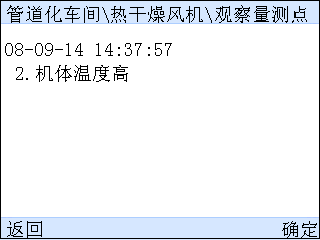 管道化车间\热干燥风机\观察量测点
08-09-14 14:37:57
2.机体温度高
返回 确定